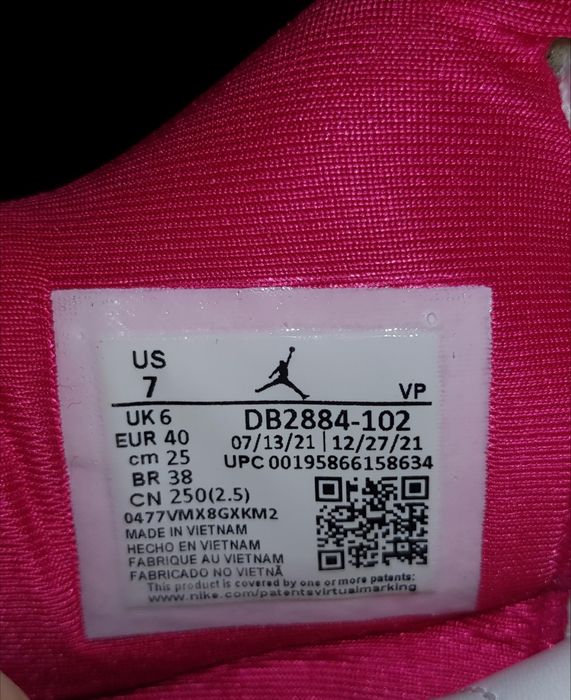 US
7
VP
UK 6
EUR 40
cm 25
BR 38
CN 250(2.5)
DB2884-102
07/13/21 | 12/27/21
UPC 00195866158634
0477VMX8GXKM2
MADE IN VIETNAM
HECHO EN VIETNAM
FABRIQUE AU VIETNAM
FABRICADO NO VIETNÃ
This product is covered by one or more patents:
www.nike.com/patentsvirtualmarking